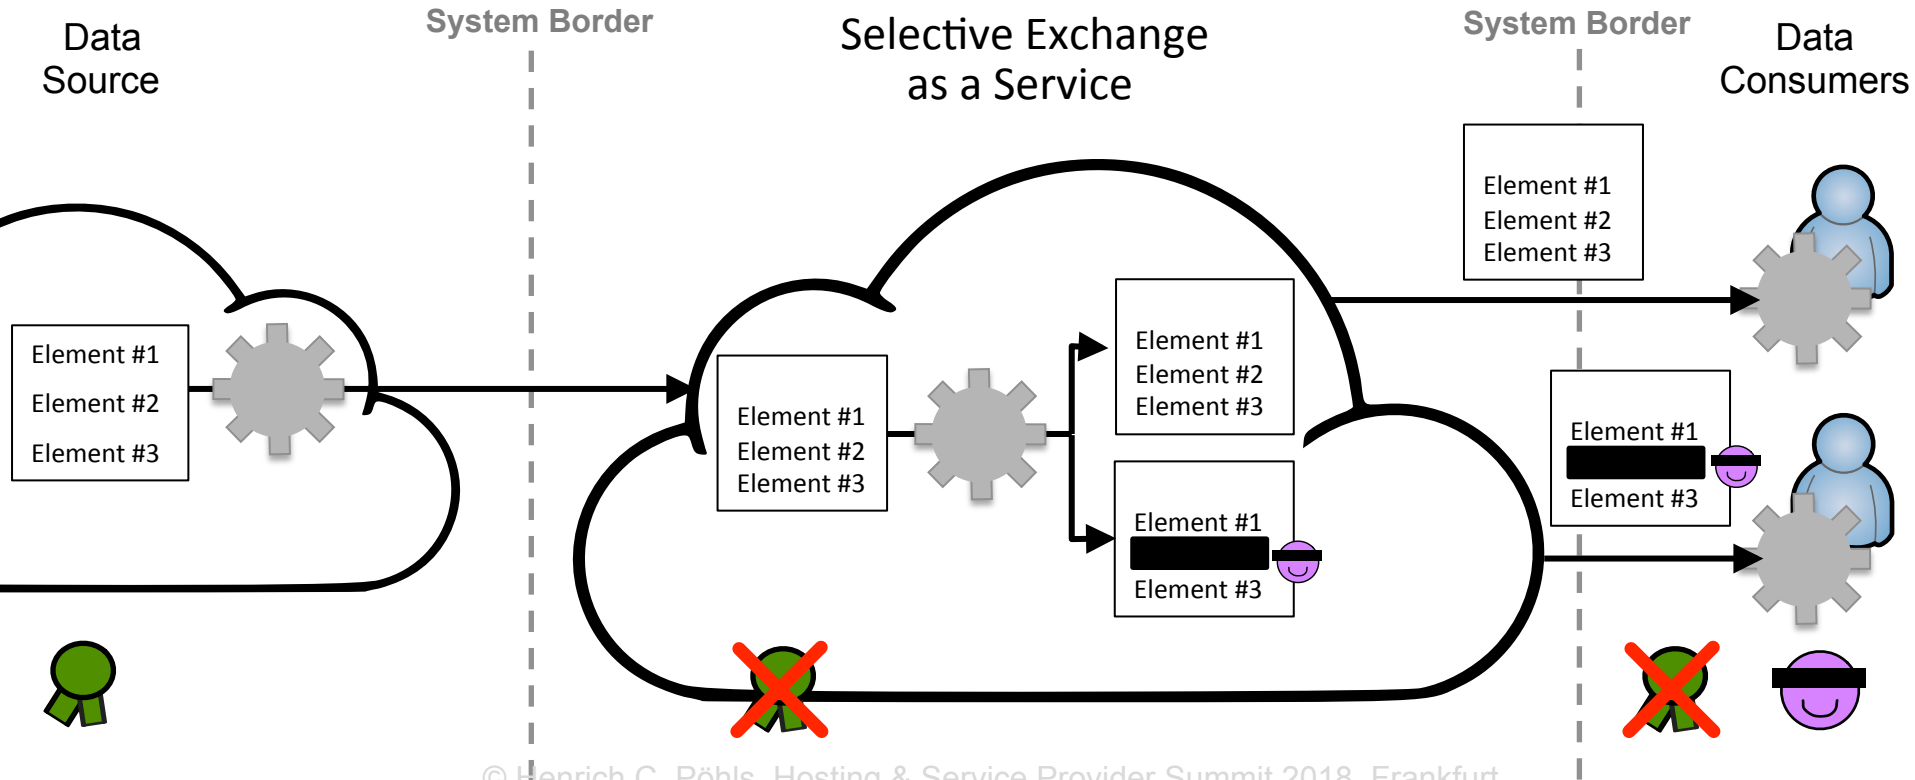 Data
Source
System Border
Selective Exchange
as a Service
System Border
Data
Consumers
Element #1
Element #2
Element #3
Element #1
Element #2
Element #3
Element #1
Element #2
Element #3
Element #1
Element #3
Element #1
Element #2
Element #3
Element #1
Element #3
© Henrich C. Pöhls, Hosting & Service Provider Summit 2018, Frankfurt